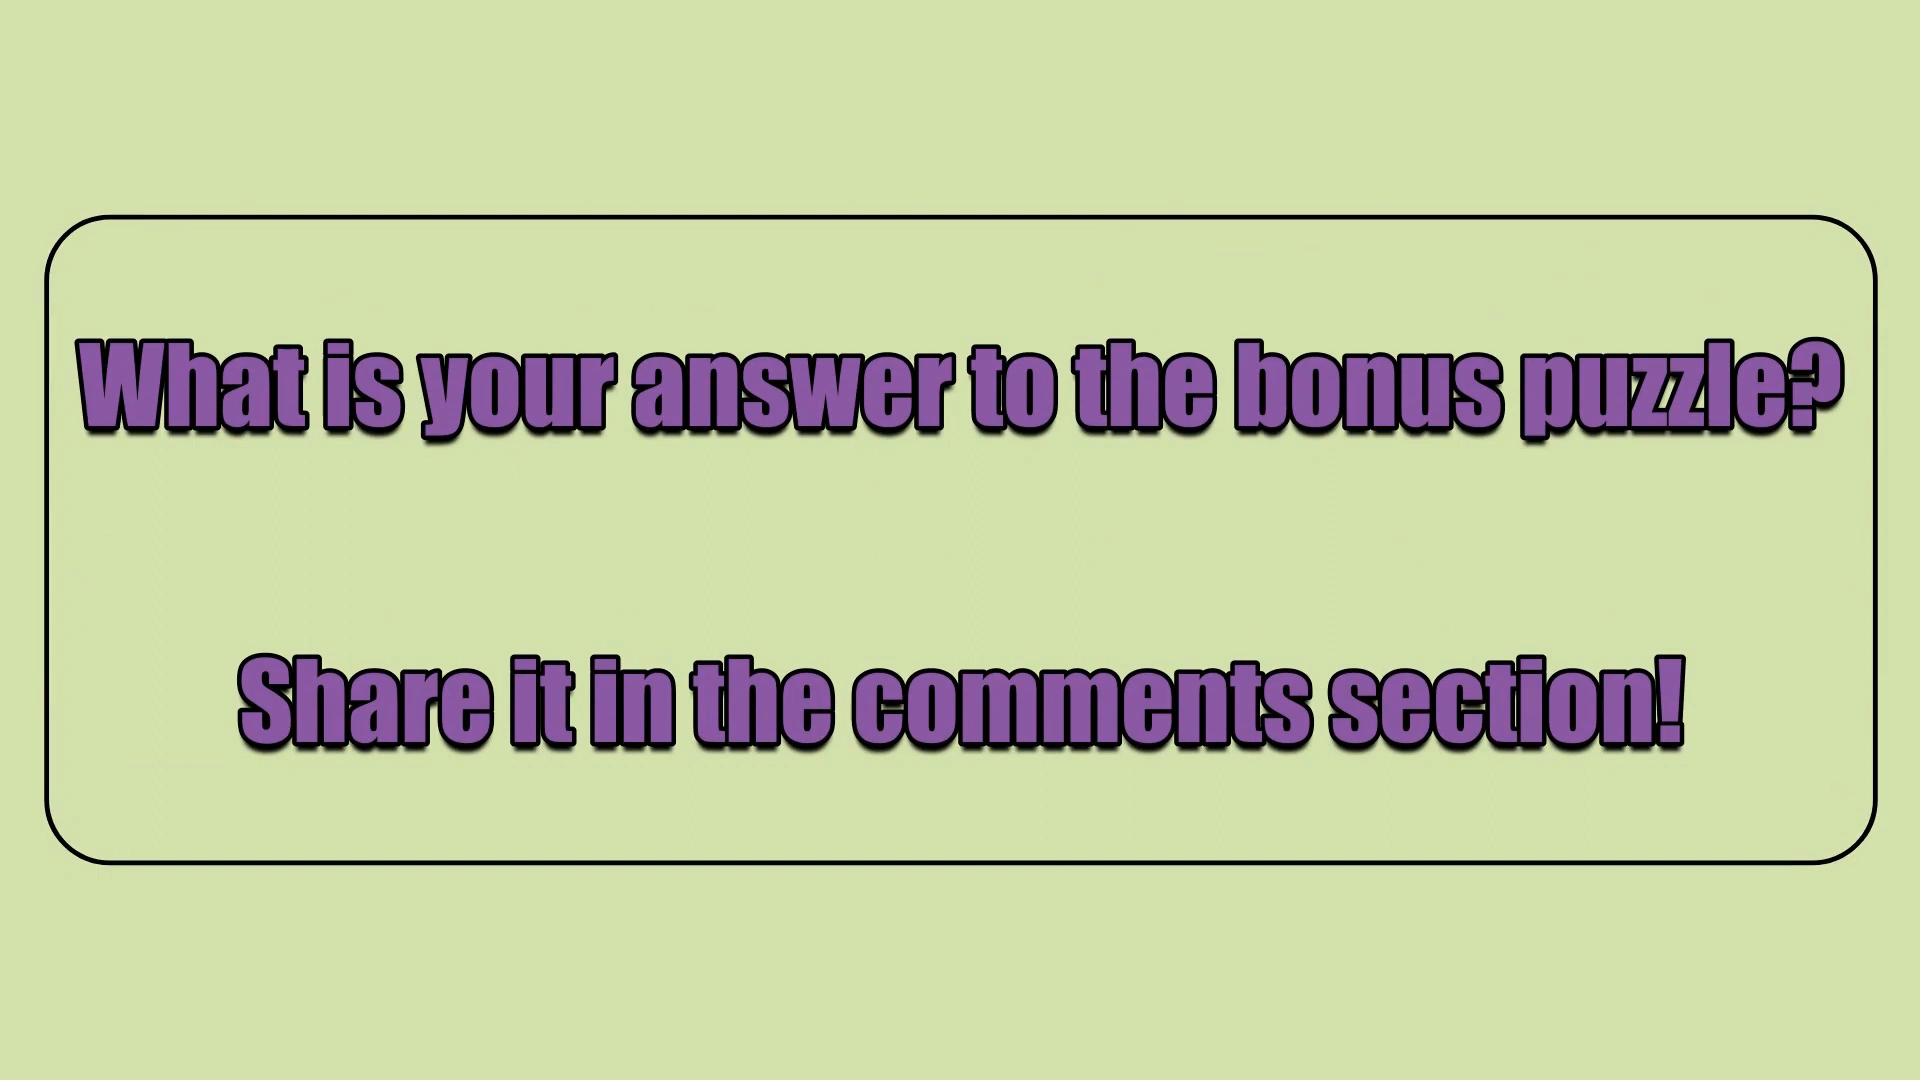 What is your answer to the bonus puzzle?
Share it in the comments section!